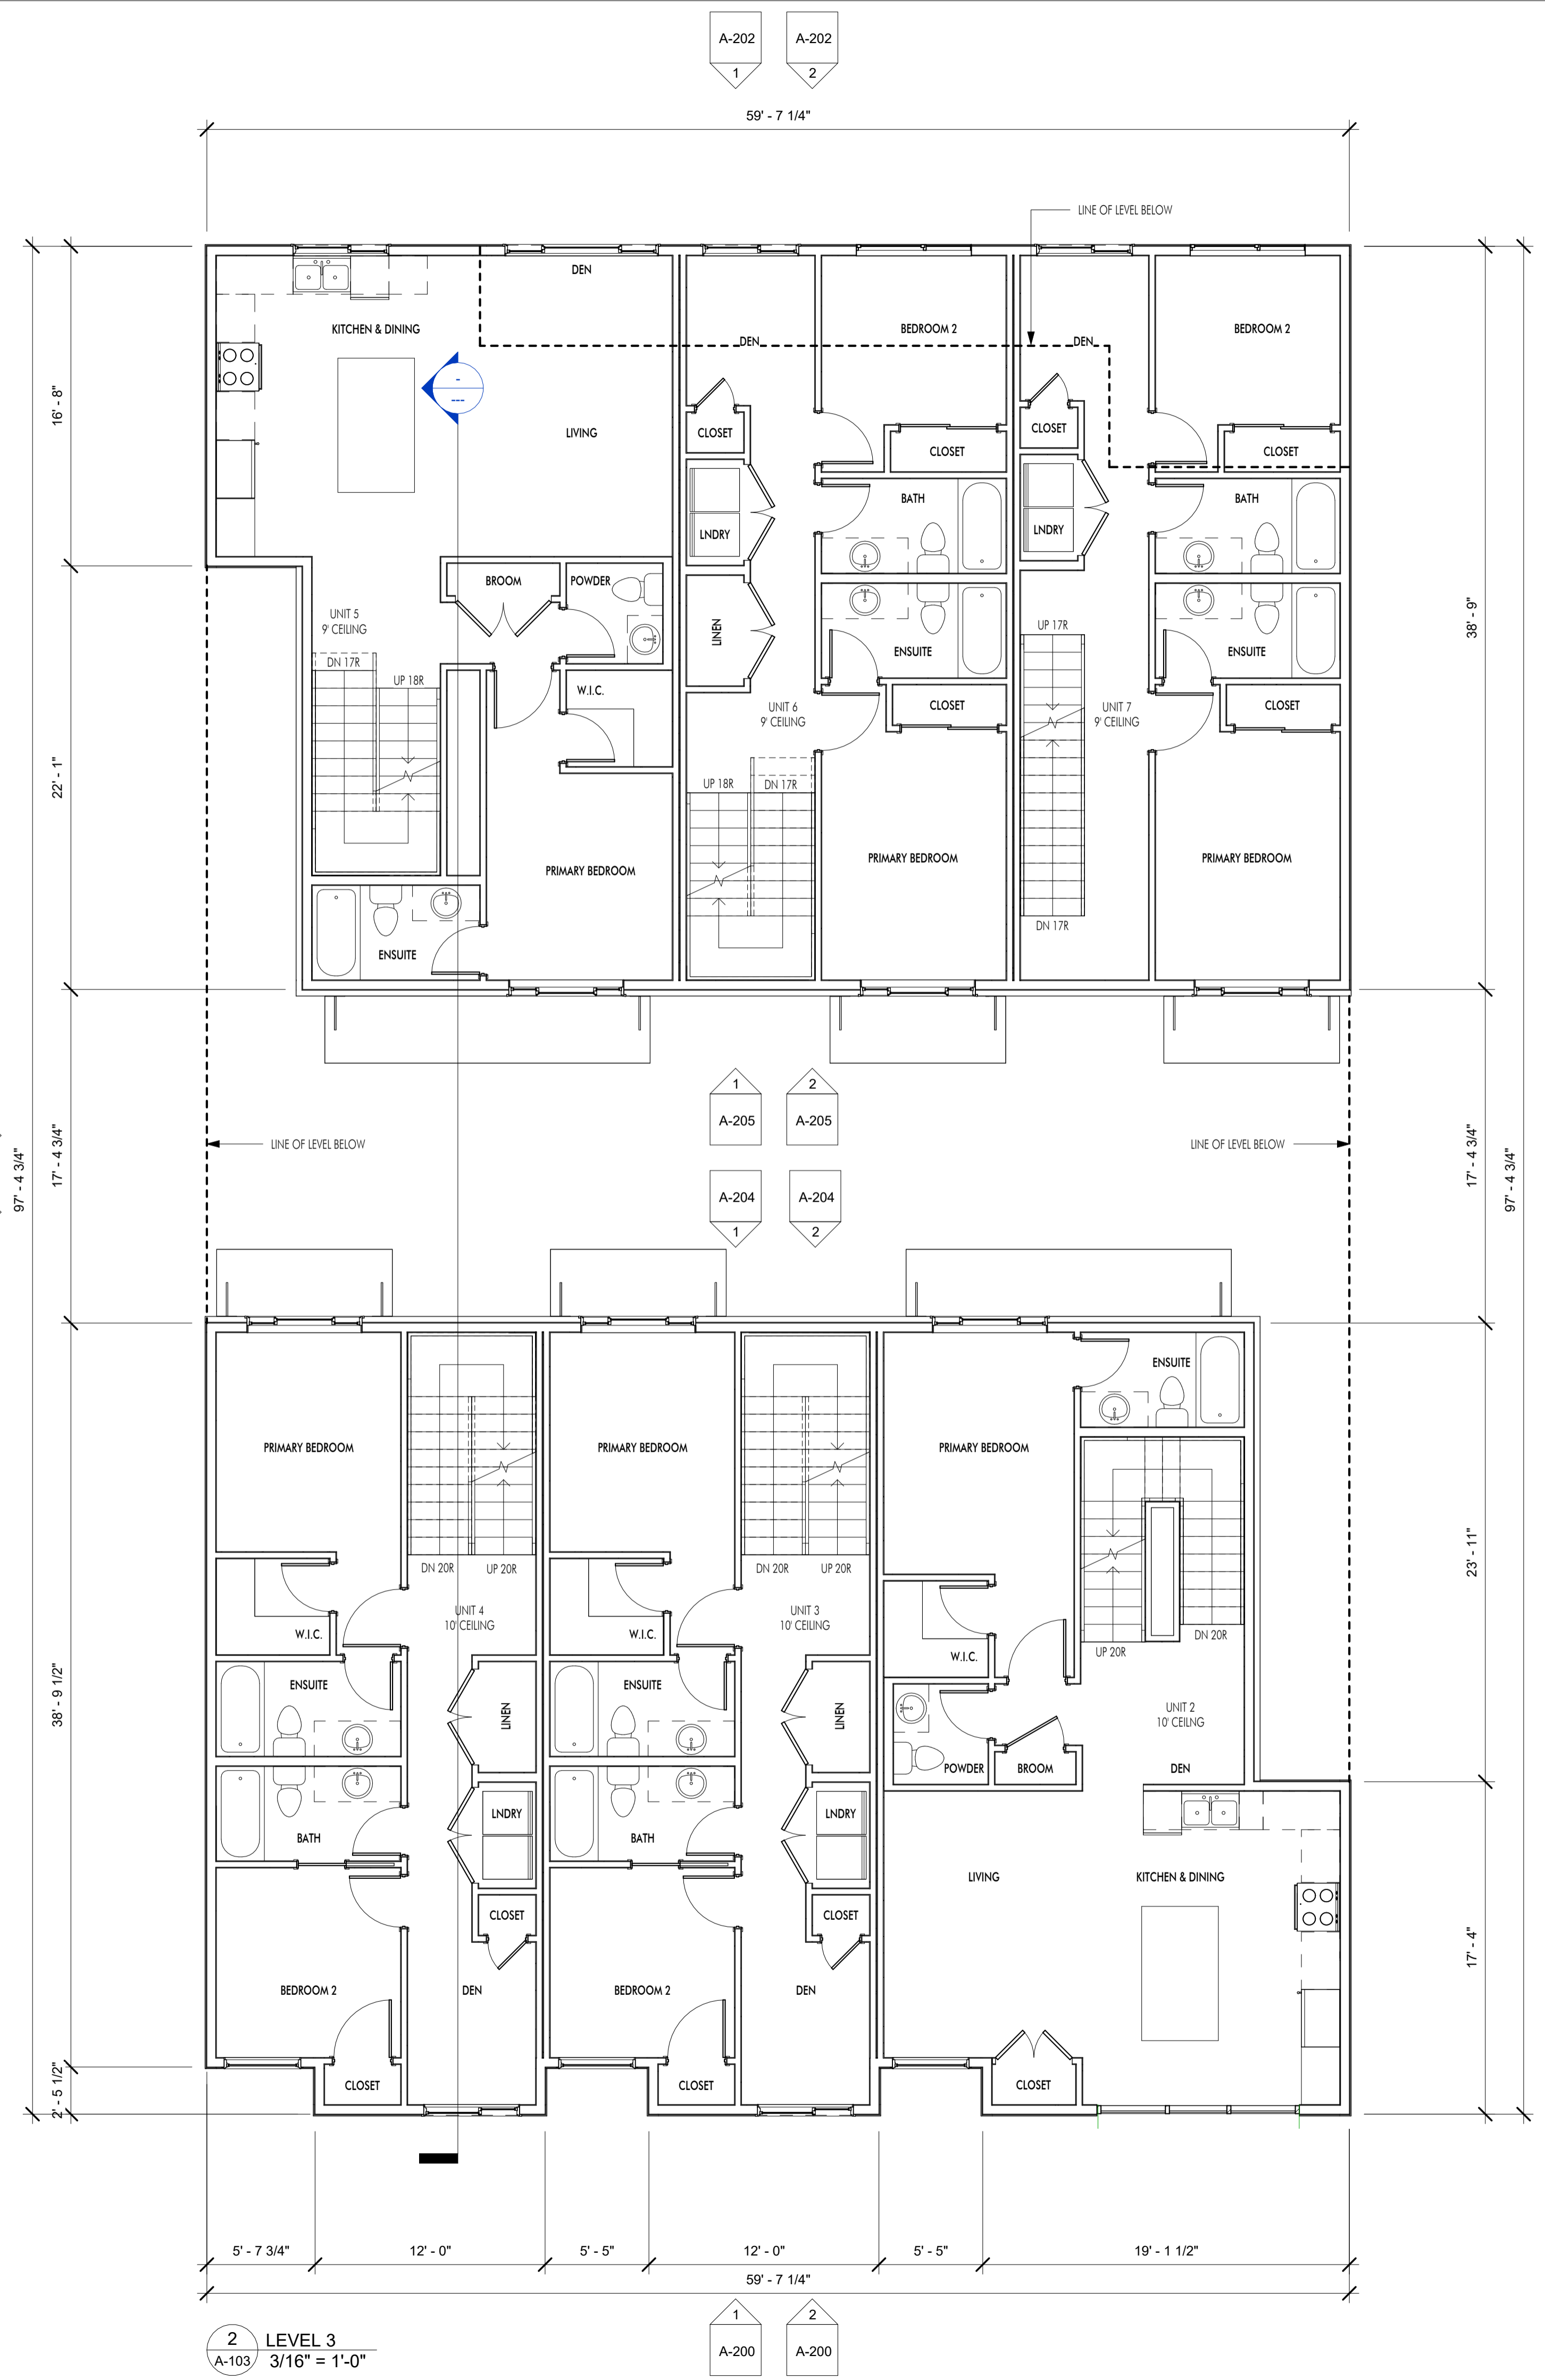 A-202 A-202
1 2
59' - 7 1/4"
LINE OF LEVEL BELOW
DEN
KITCHEN & DINING
BEDROOM 2
BEDROOM 2
DEN
DEN
-
---
16' - 8"
LIVING
CLOSET
CLOSET
CLOSET
CLOSET
BATH
BATH
LNDRY
LNDRY
BROOM
POWDER
UNIT 5
9' CEILING
LINEN
UP 17R
38' - 9"
ENSUITE
ENSUITE
DN 17R
UP 18R
W.I.C.
CLOSET
CLOSET
UNIT 6
9' CEILING
UNIT 7
9' CEILING
22' - 1"
UP 18R
DN 17R
PRIMARY BEDROOM
PRIMARY BEDROOM
PRIMARY BEDROOM
DN 17R
ENSUITE
1 2
A-205 A-205
LINE OF LEVEL BELOW
LINE OF LEVEL BELOW
17' - 4 3/4"
97' - 4 3/4"
17' - 4 3/4"
97' - 4 3/4"
A-204 A-204
1 2
ENSUITE
PRIMARY BEDROOM
PRIMARY BEDROOM
PRIMARY BEDROOM
DN 20R
UP 20R
DN 20R
UP 20R
23' - 11"
UNIT 4
10' CEILING
UNIT 3
10' CEILING
W.I.C.
W.I.C.
DN 20R
UP 20R
W.I.C.
38' - 9 1/2"
ENSUITE
ENSUITE
LINEN
LINEN
UNIT 2
10' CEILNG
POWDER
BROOM
DEN
LNDRY
LNDRY
BATH
BATH
LIVING
KITCHEN & DINING
CLOSET
CLOSET
17' - 4"
BEDROOM 2
DEN
BEDROOM 2
DEN
2' - 5 1/2"
CLOSET
CLOSET
CLOSET
5' - 7 3/4"
12' - 0"
5' - 5"
12' - 0"
5' - 5"
19' - 1 1/2"
59' - 7 1/4"
1 2
A-200 A-200
2
A-103
LEVEL 3
3/16" = 1'-0"